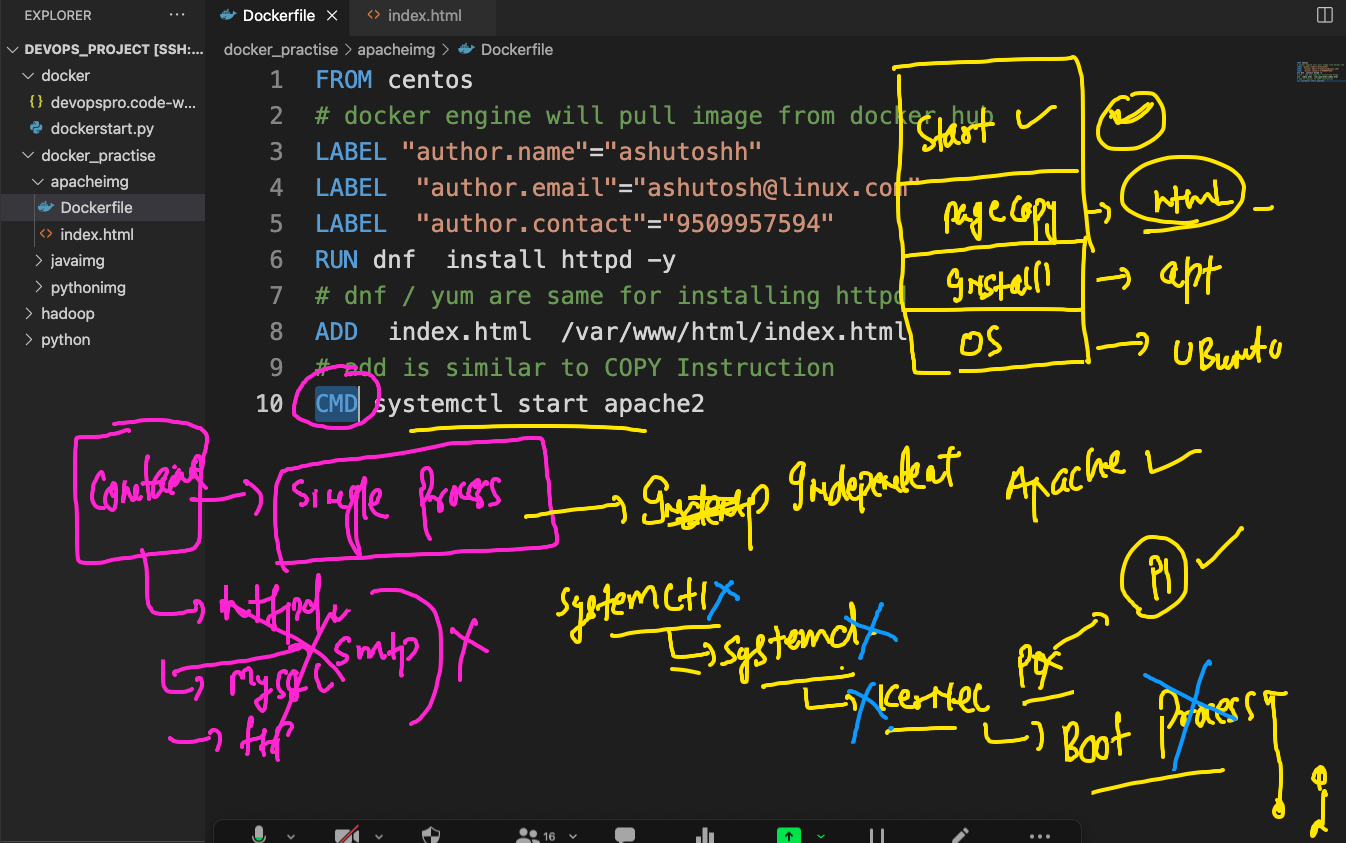 EXPLORER
Dockerfile
index.html
DEVOPS_PROJECT [SSH:...
docker
devopspro.code-w...
dockerstart.py
docker_practise
apacheimg
Dockerfile
index.html
javaimg
pythonimg
hadoop
python
docker_practise > apacheimg > Dockerfile
1 FROM centos
2 # docker engine will pull image from docker hub
3 LABEL "author.name"="ashutoshh"
4 LABEL "author.email"="ashutosh@linux.com"
5 LABEL "author.contact"="9509957594"
6 RUN dnf install httpd -y
7 # dnf / yum are same for installing httpd
8 ADD index.html /var/www/html/index.html
9 # add is similar to COPY Instruction
10 CMD systemctl start apache2
Start
page copy
html
install
apt
OS
UBuntu
Single Process
independent
Apache
httpd
Smtp
Mysql
ftp
systemctl
systemd
Kernel
Boot Process
P1
16